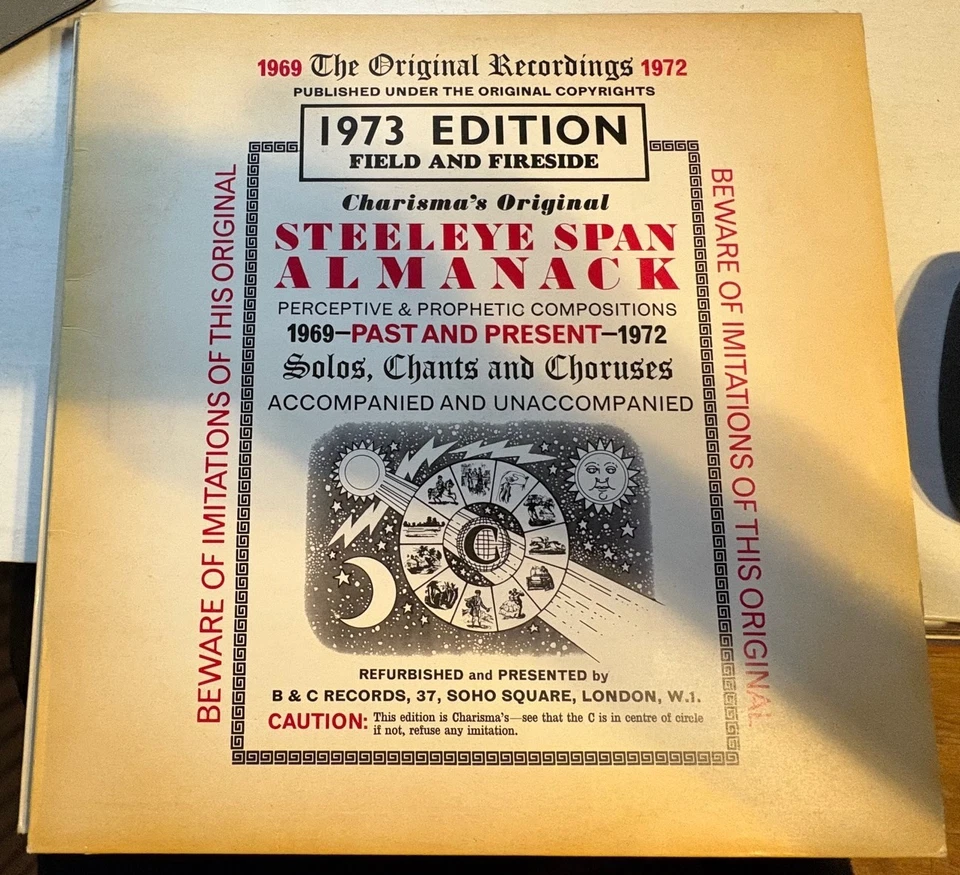 1969 The Original Recordings 1972
PUBLISHED UNDER THE ORIGINAL COPYRIGHTS
1973 EDITION
FIELD AND FIRESIDE
Charisma's Original
STEELEYE SPAN
ALMANACK
PERCEPTIVE & PROPHETIC COMPOSITIONS
1969—PAST AND PRESENT—1972
Solos, Chants and Choruses
ACCOMPANIED AND UNACCOMPANIED
BEWARE OF IMITATIONS OF THIS ORIGINAL
BEWARE OF IMITATIONS OF THIS ORIGINAL
C
REFURBISHED and PRESENTED by
B & C RECORDS, 37, SOHO SQUARE, LONDON, W.1.
CAUTION: This edition is Charisma's—see that the C is in centre of circle
if not, refuse any imitation.